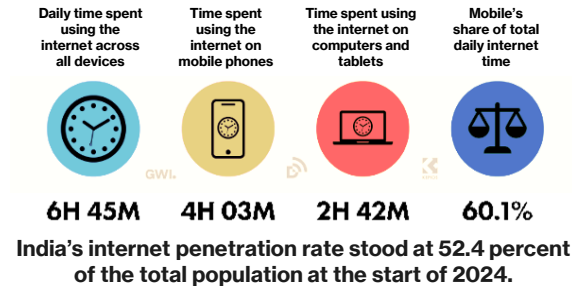 Daily time spent
using the
internet across
all devices
Time spent
using the
internet on
mobile phones
Time spent using
the internet on
computers and
tablets
Mobile's
share of total
daily internet
time
GWI.
6H 45M
4H 03M
2H 42M
60.1%
India's internet penetration rate stood at 52.4 percent
of the total population at the start of 2024.